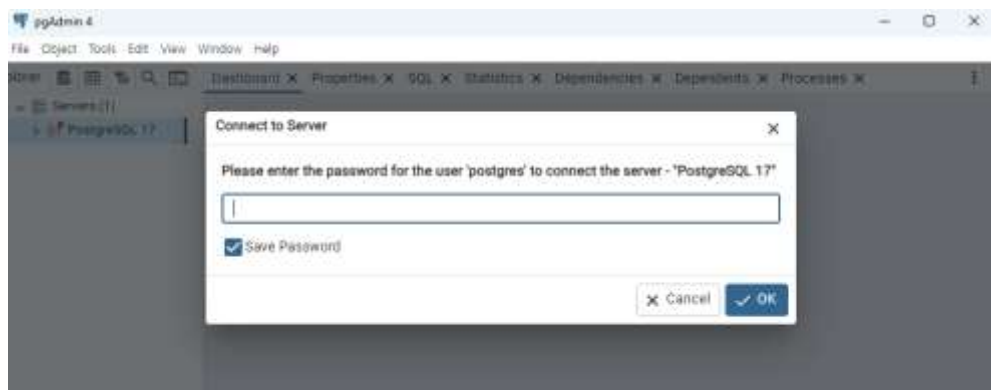 pgAdmin 4
File Object Tools Edit View Window Help
Dashboard X Properties X SQL X Statistics X Dependencies X Dependents X Processes X
Servers (1)
PostgreSQL 17
Connect to Server
Please enter the password for the user 'postgres' to connect the server - "PostgreSQL 17"
Save Password
Cancel
OK